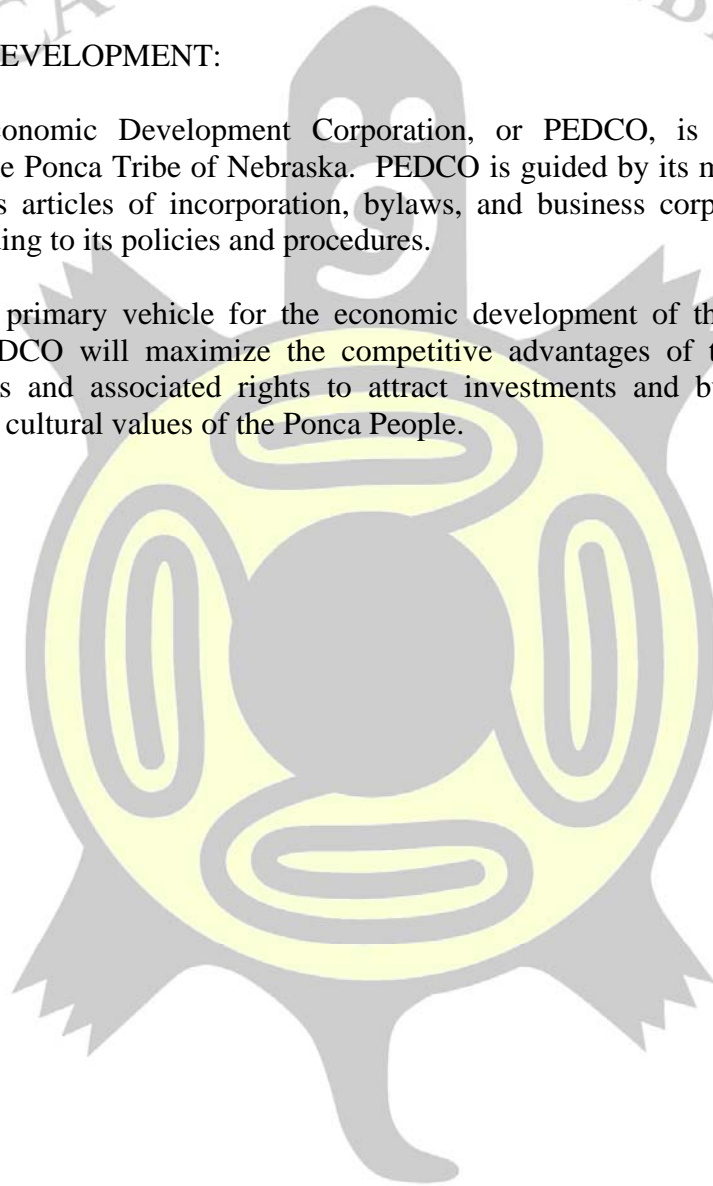 CA
EVELOPMENT:
onomic Development Corporation, or PEDCO, is
e Ponca Tribe of Nebraska. PEDCO is guided by its m
s articles of incorporation, bylaws, and business corp
ding to its policies and procedures.
primary vehicle for the economic development of th
DCO will maximize the competitive advantages of t
s and associated rights to attract investments and b
cultural values of the Ponca People.